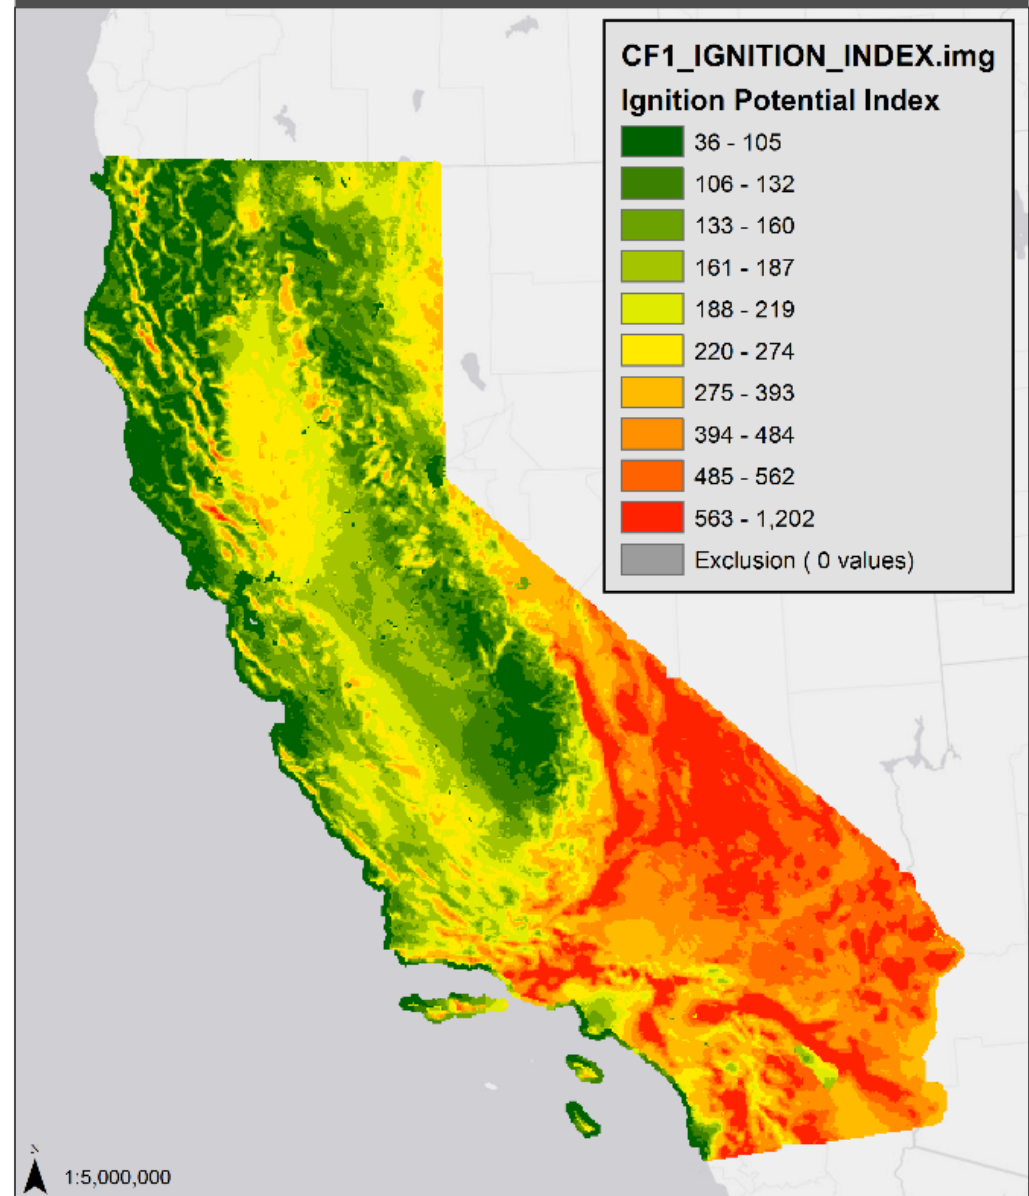 CF1_IGNITION_INDEX.img
Ignition Potential Index
36 - 105
106 - 132
133 - 160
161 - 187
188 - 219
220 - 274
275 - 393
394 - 484
485 - 562
563 - 1,202
Exclusion ( 0 values)
N
1:5,000,000